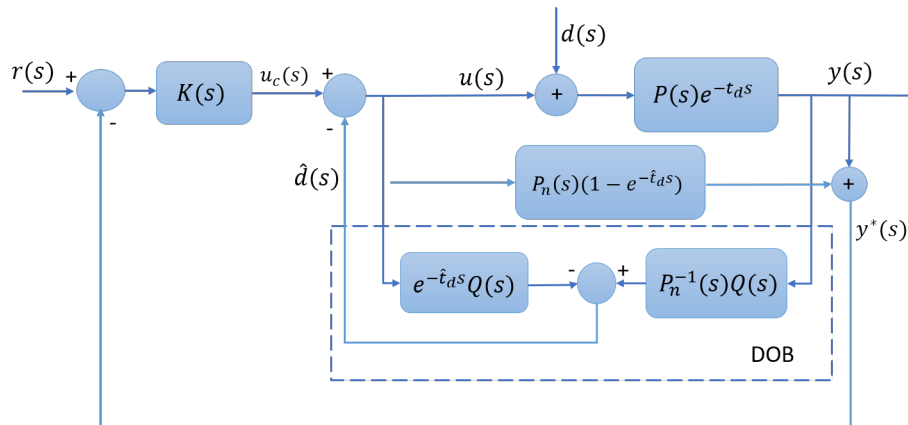 d(s)
r(s) + K(s) u_c(s) + u(s) + P(s)e^{-t_d s} y(s)
- -
d̂(s) P_n(s)(1 − e^{-t̂_d s}) +
y*(s)
e^{-t̂_d s}Q(s) - + P_n^{-1}(s)Q(s)
DOB